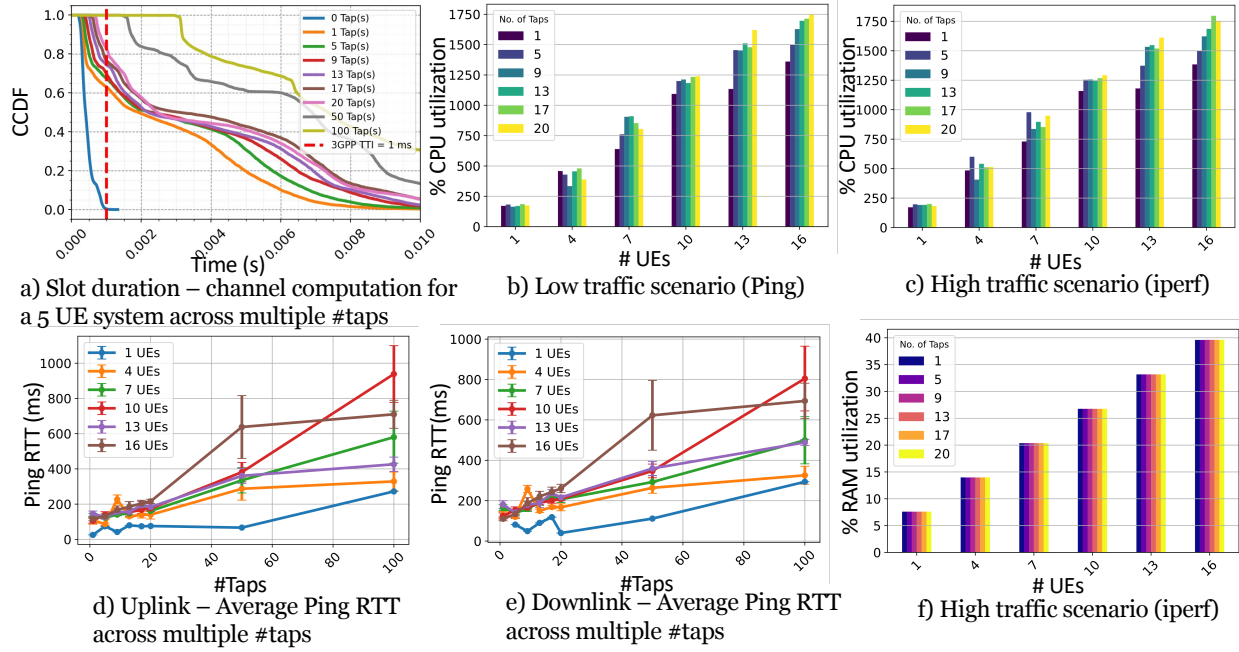 CCDF
1.0
0.8
0.6
0.4
0.2
0.0
0.000
0.002
0.004
0.006
0.008
0.010
Time (s)
0 Tap(s)
1 Tap(s)
5 Tap(s)
9 Tap(s)
13 Tap(s)
17 Tap(s)
20 Tap(s)
50 Tap(s)
100 Tap(s)
3GPP TTI = 1 ms
a) Slot duration – channel computation for
a 5 UE system across multiple #taps
% CPU utilization
1750
1500
1250
1000
750
500
250
0
No. of Taps
1
5
9
13
17
20
1
4
7
10
13
16
# UEs
b) Low traffic scenario (Ping)
% CPU utilization
1750
1500
1250
1000
750
500
250
0
No. of Taps
1
5
9
13
17
20
1
4
7
10
13
16
# UEs
c) High traffic scenario (iperf)
Ping RTT (ms)
1000
800
600
400
200
0
1 UEs
4 UEs
7 UEs
10 UEs
13 UEs
16 UEs
0
20
40
60
80
100
#Taps
d) Uplink – Average Ping RTT
across multiple #taps
Ping RTT (ms)
1000
800
600
400
200
0
1 UEs
4 UEs
7 UEs
10 UEs
13 UEs
16 UEs
0
20
40
60
80
100
#Taps
e) Downlink – Average Ping RTT
across multiple #taps
% RAM utilization
40
35
30
25
20
15
10
5
0
No. of Taps
1
5
9
13
17
20
1
4
7
10
13
16
# UEs
f) High traffic scenario (iperf)